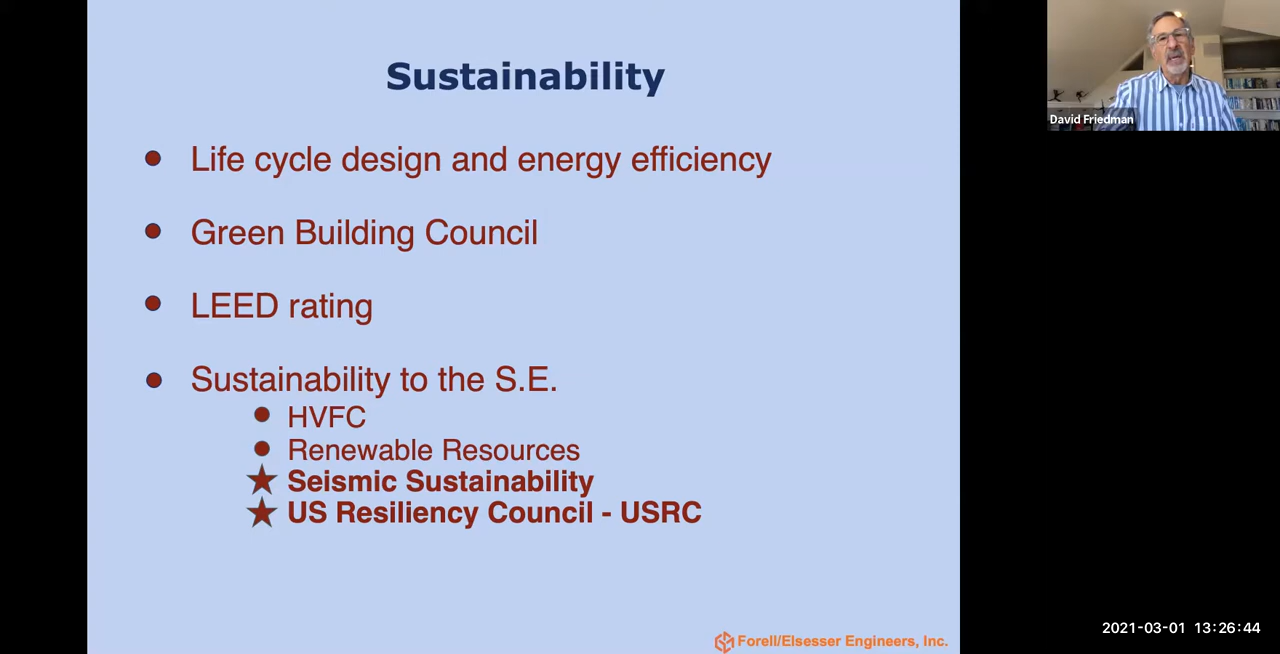 Sustainability
David Friedman
Life cycle design and energy efficiency
Green Building Council
LEED rating
Sustainability to the S.E.
HVFC
Renewable Resources
Seismic Sustainability
US Resiliency Council - USRC
Forell/Elsesser Engineers, Inc.
2021-03-01 13:26:44